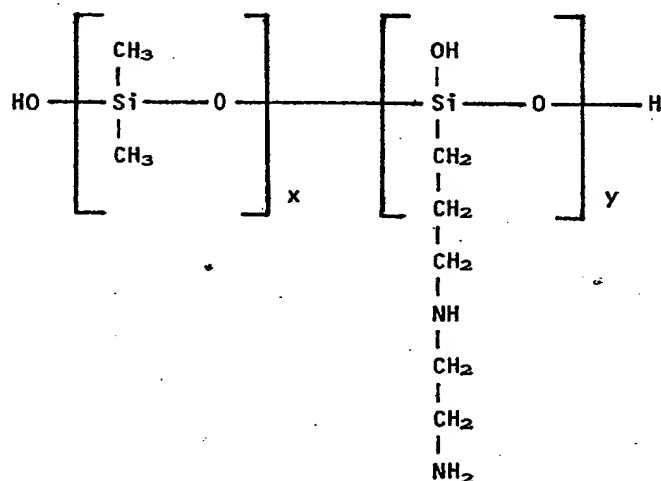 CH3 OH
HO Si O Si O H
CH3 CH2
x CH2 y
CH2
NH
CH2
CH2
NH2